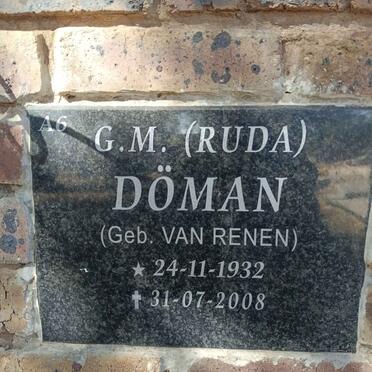 A6
G.M. (RUDA)
DÖMAN
(Geb. VAN RENEN)
★ 24-11-1932
✝ 31-07-2008